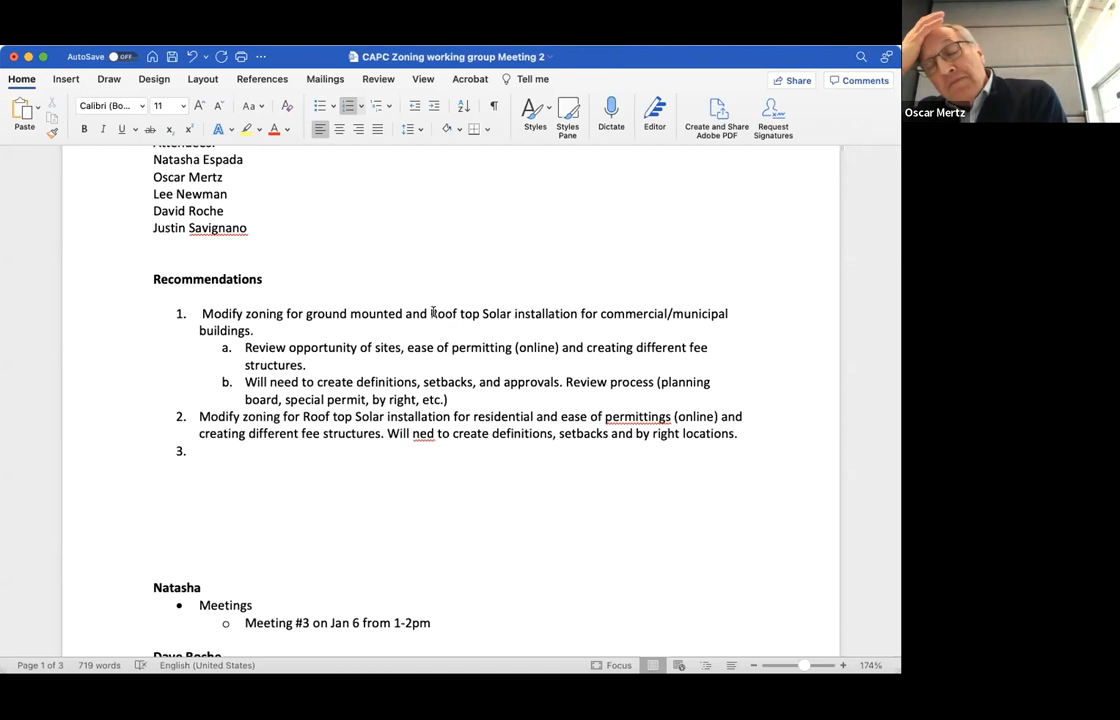 AutoSave OFF
CAPC Zoning working group Meeting 2
Home Insert Draw Design Layout References Mailings Review View Acrobat Tell me
Share Comments
Calibri (Bo... 11
Paste
Styles
Styles Pane
Dictate
Editor
Create and Share Adobe PDF
Request Signatures
Oscar Mertz
Attendees:
Natasha Espada
Oscar Mertz
Lee Newman
David Roche
Justin Savignano
Recommendations
1. Modify zoning for ground mounted and Roof top Solar installation for commercial/municipal
buildings.
a. Review opportunity of sites, ease of permitting (online) and creating different fee
structures.
b. Will need to create definitions, setbacks, and approvals. Review process (planning
board, special permit, by right, etc.)
2. Modify zoning for Roof top Solar installation for residential and ease of permittings (online) and
creating different fee structures. Will ned to create definitions, setbacks and by right locations.
3.
Natasha
• Meetings
o Meeting #3 on Jan 6 from 1-2pm
Dave Roche
Page 1 of 3 719 words English (United States) Focus 174%